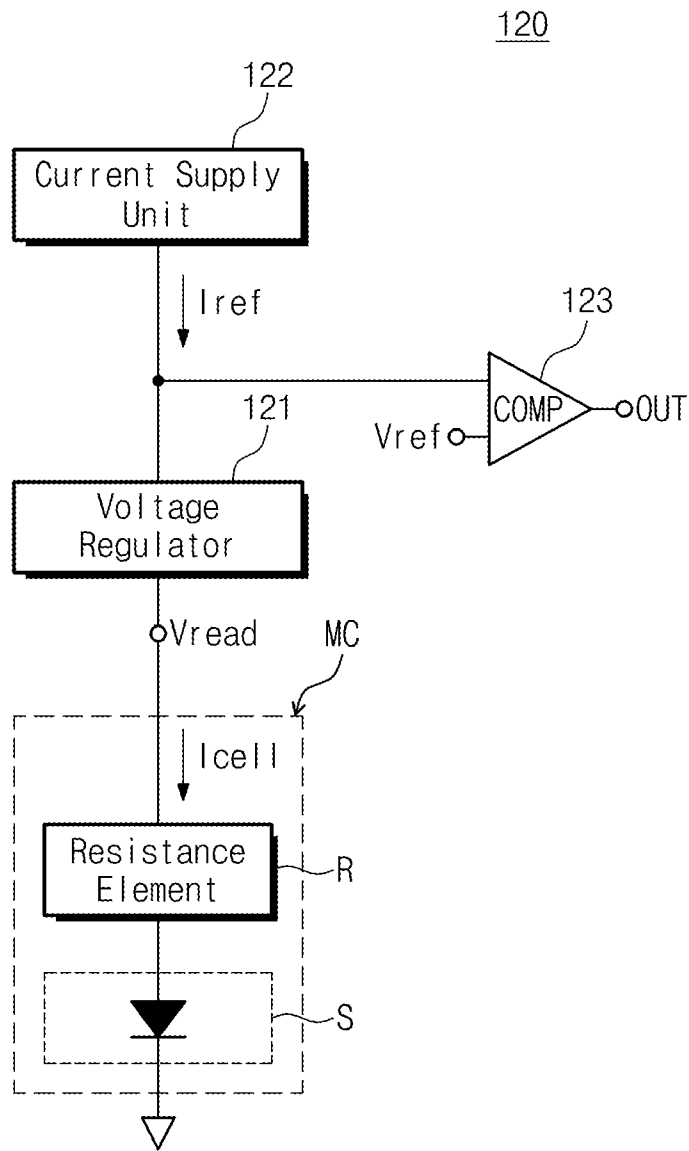 120
122
Current Supply
Unit
Iref
123
COMP
OUT
Vref
121
Voltage
Regulator
Vread
MC
Icell
Resistance
Element
R
S